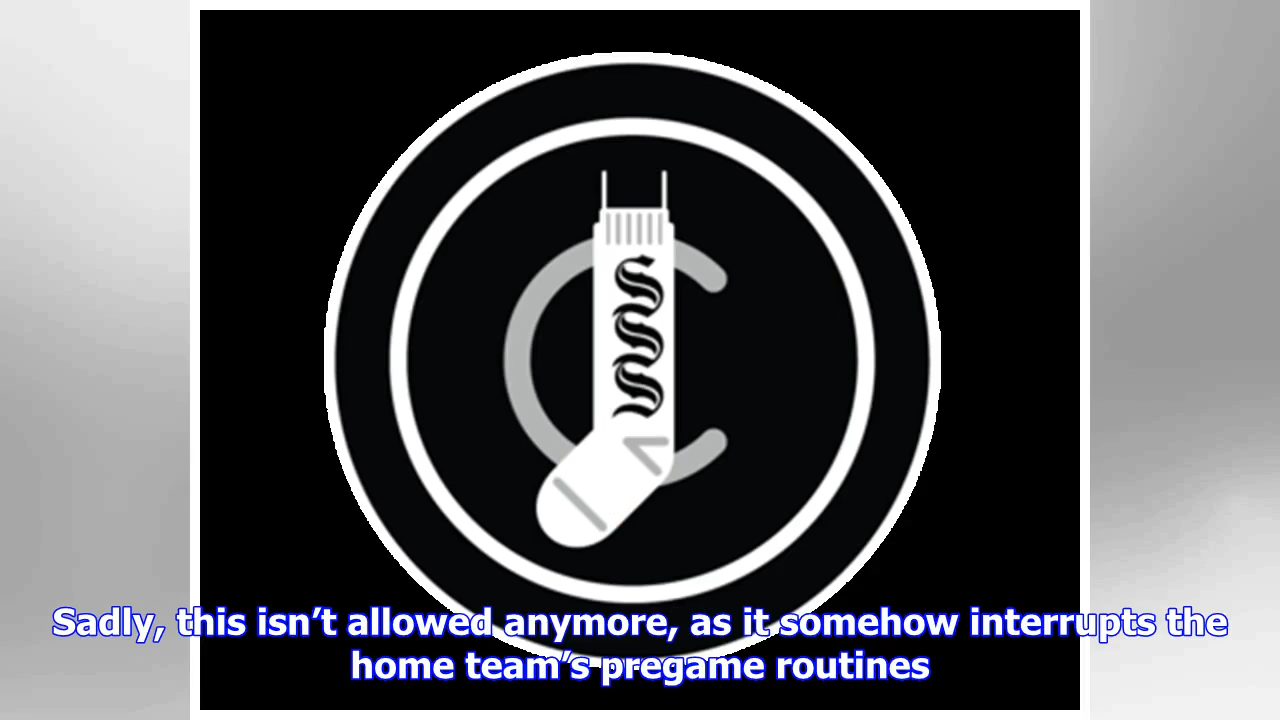 S
S
S
Sadly, this isn’t allowed anymore, as it somehow interrupts the
home team’s pregame routines